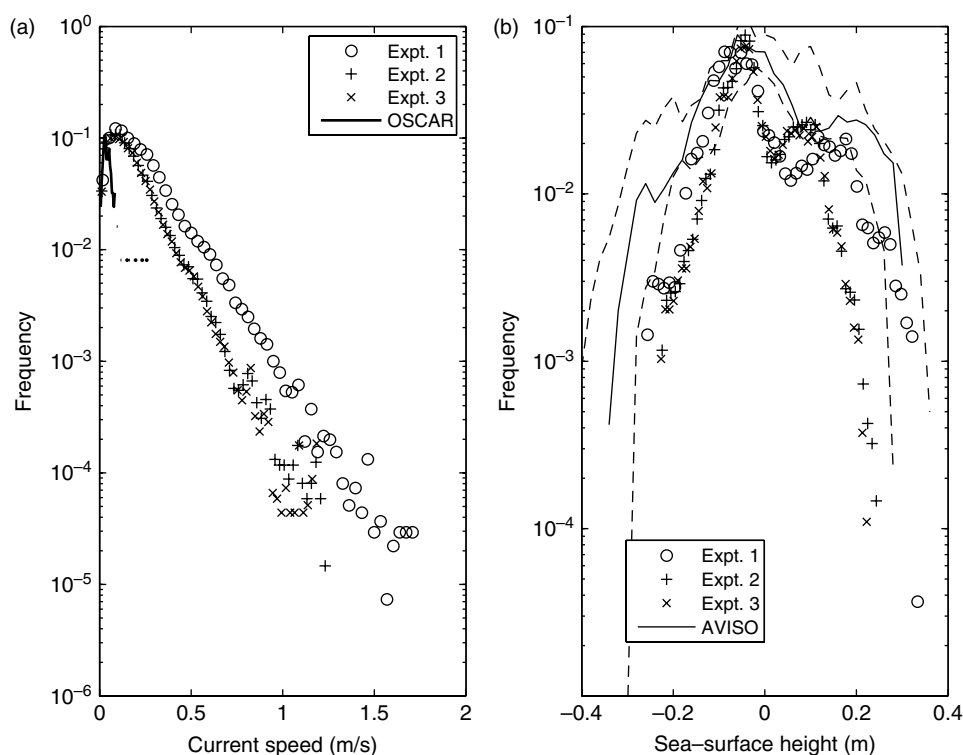 (a)
10^0
10^-1
10^-2
10^-3
10^-4
10^-5
10^-6
Frequency
0
0.5
1
1.5
2
Current speed (m/s)
Expt. 1
Expt. 2
Expt. 3
OSCAR
(b)
10^-1
10^-2
10^-3
10^-4
Frequency
−0.4
−0.2
0
0.2
0.4
Sea–surface height (m)
Expt. 1
Expt. 2
Expt. 3
AVISO